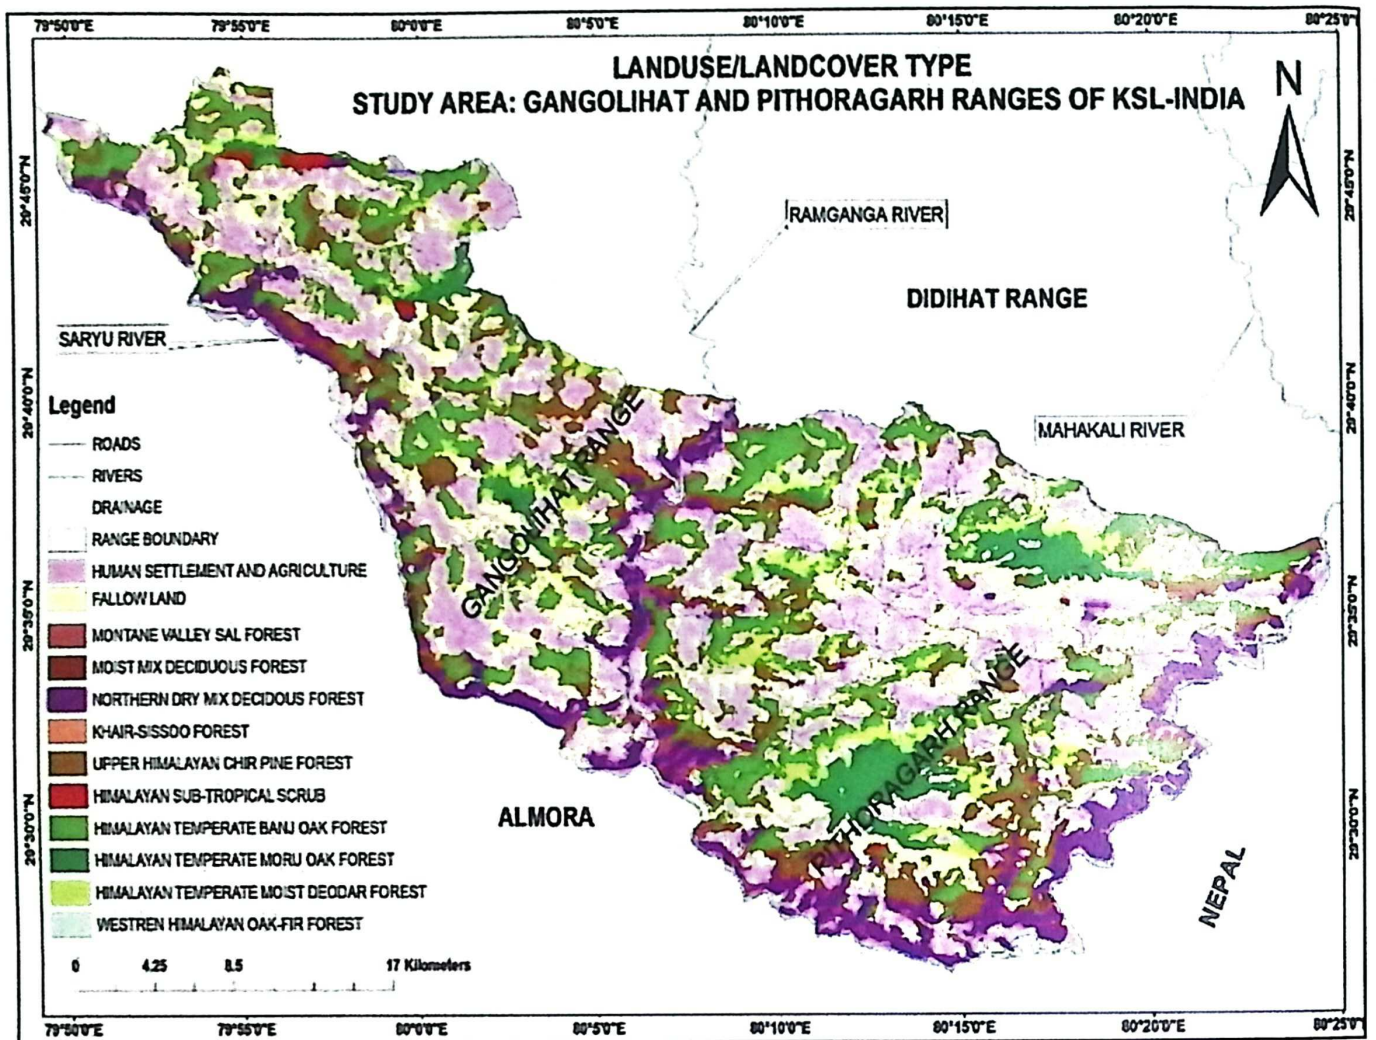 79°50'0"E 79°55'0"E 80°0'0"E 80°5'0"E 80°10'0"E 80°15'0"E 80°20'0"E 80°25'0"
LANDUSE/LANDCOVER TYPE
STUDY AREA: GANGOLIHAT AND PITHORAGARH RANGES OF KSL-INDIA
N
29°45'0"N 29°45'0"N
RAMGANGA RIVER
DIDIHAT RANGE
SARYU RIVER
29°40'0"N 29°40'0"N
MAHAKALI RIVER
GANGOLIHAT RANGE
Legend
ROADS
RIVERS
DRAINAGE
RANGE BOUNDARY
HUMAN SETTLEMENT AND AGRICULTURE
FALLOW LAND
29°35'0"N 29°35'0"N
MONTANE VALLEY SAL FOREST
MOIST MIX DECIDUOUS FOREST
NORTHERN DRY MIX DECIDOUS FOREST
KHAIR-SISSOO FOREST
UPPER HIMALAYAN CHIR PINE FOREST
HIMALAYAN SUB-TROPICAL SCRUB
HIMALAYAN TEMPERATE BANJ OAK FOREST
HIMALAYAN TEMPERATE MORU OAK FOREST
HIMALAYAN TEMPERATE MOIST DEODAR FOREST
WESTREN HIMALAYAN OAK-FIR FOREST
PITHORAGARH RANGE
29°30'0"N 29°30'0"N
ALMORA
NEPAL
0 4.25 8.5 17 Kilometers
79°50'0"E 79°55'0"E 80°0'0"E 80°5'0"E 80°10'0"E 80°15'0"E 80°20'0"E 80°25'0"E